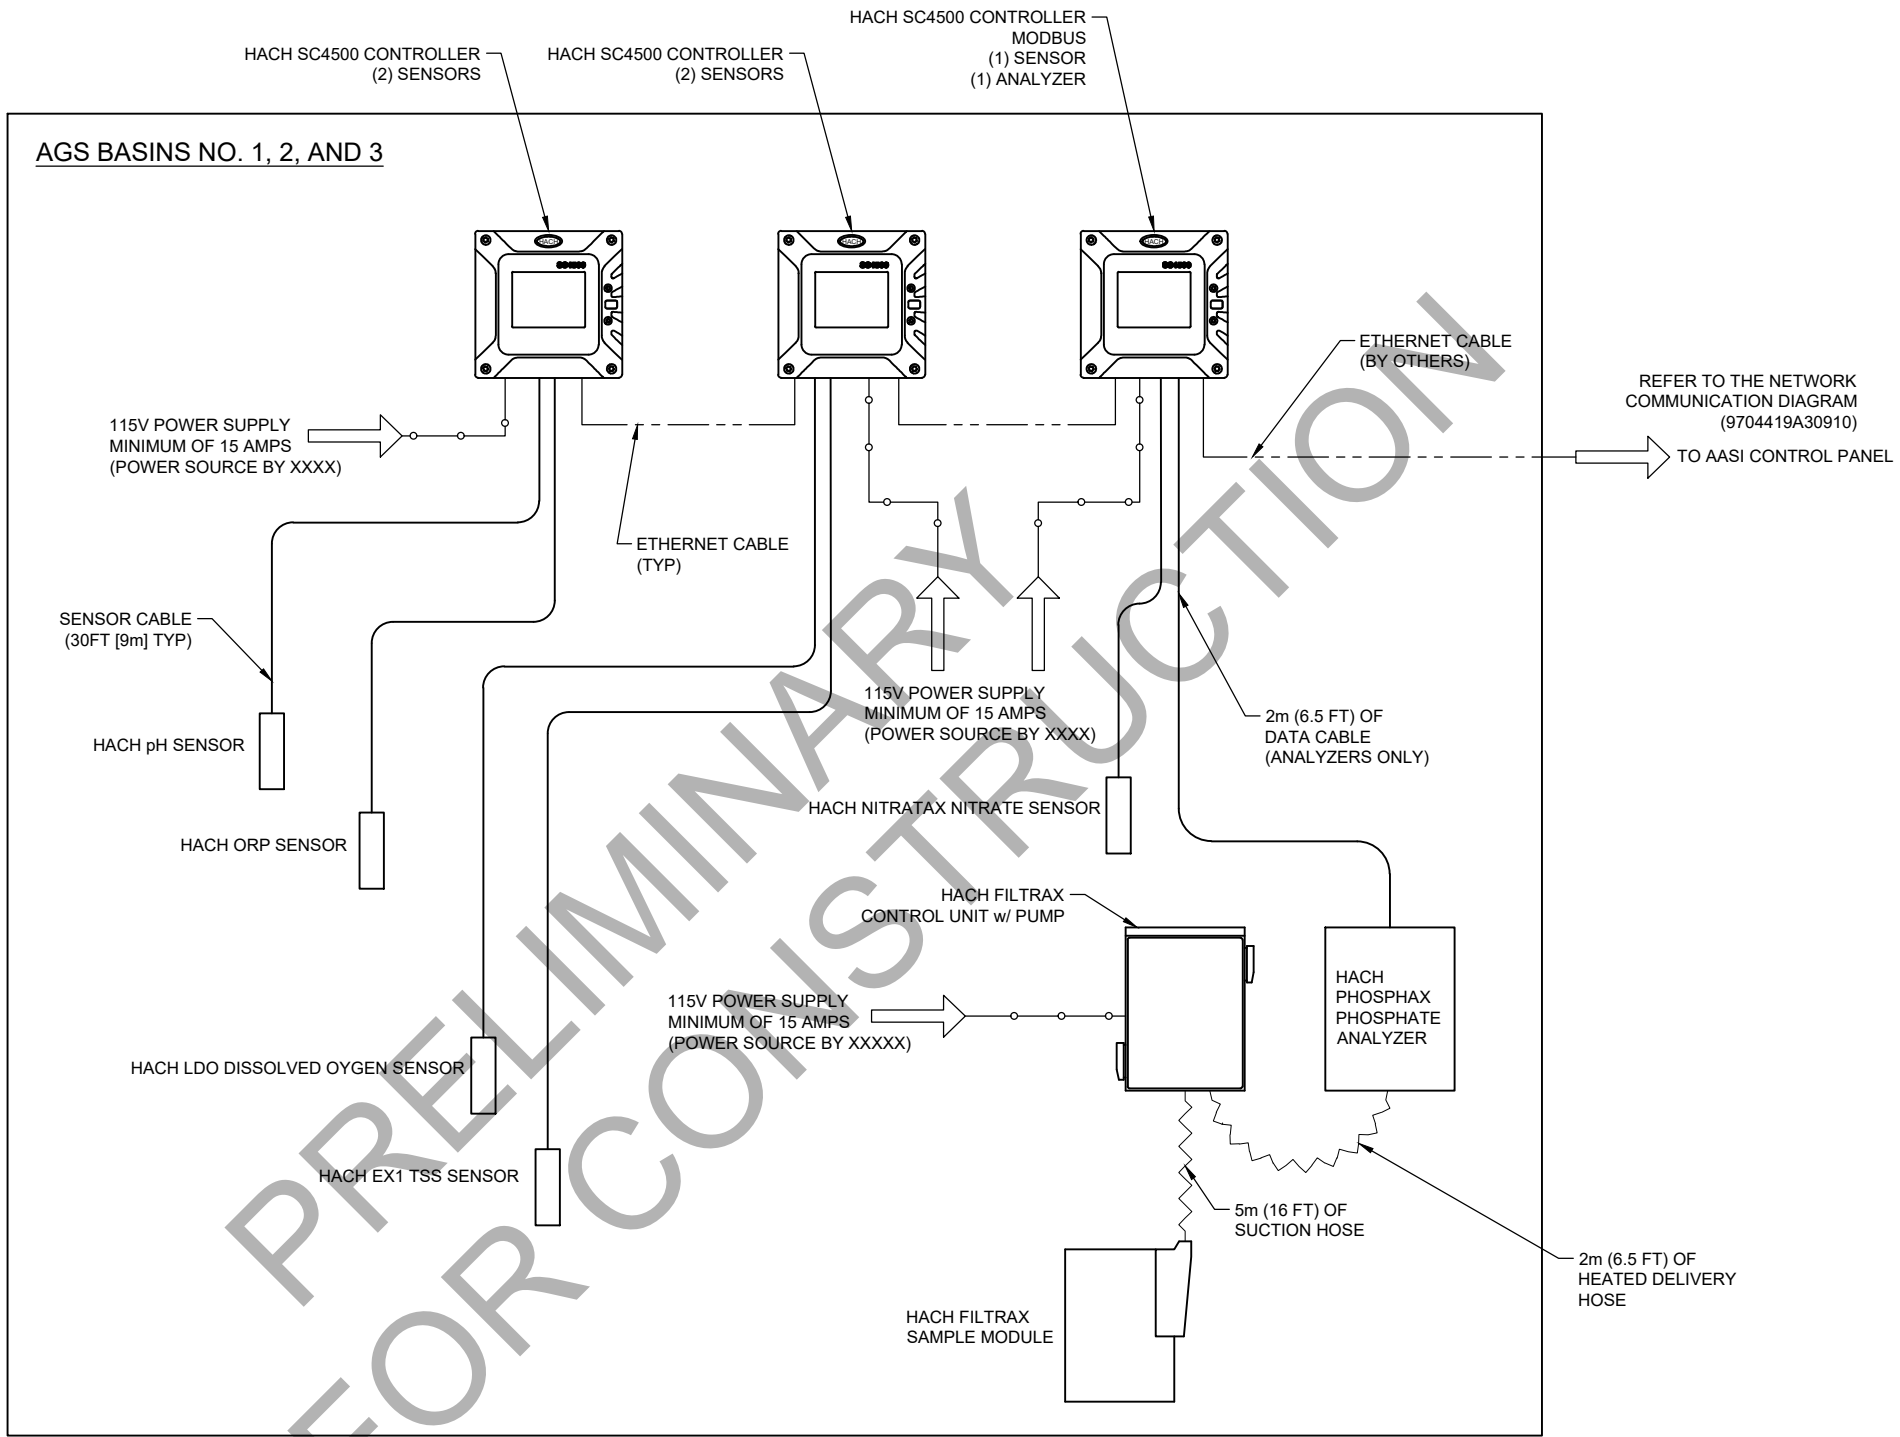 HACH SC4500 CONTROLLER
(2) SENSORS
HACH SC4500 CONTROLLER
(2) SENSORS
HACH SC4500 CONTROLLER
MODBUS
(1) SENSOR
(1) ANALYZER
AGS BASINS NO. 1, 2, AND 3
HACH
SC4500
HACH
SC4500
HACH
SC4500
ETHERNET CABLE
(BY OTHERS)
REFER TO THE NETWORK
COMMUNICATION DIAGRAM
(9704419A30910)
TO AASI CONTROL PANEL
115V POWER SUPPLY
MINIMUM OF 15 AMPS
(POWER SOURCE BY XXXX)
ETHERNET CABLE
(TYP)
SENSOR CABLE
(30FT [9m] TYP)
115V POWER SUPPLY
MINIMUM OF 15 AMPS
(POWER SOURCE BY XXXX)
2m (6.5 FT) OF
DATA CABLE
(ANALYZERS ONLY)
HACH pH SENSOR
HACH NITRATAX NITRATE SENSOR
HACH ORP SENSOR
HACH FILTRAX
CONTROL UNIT w/ PUMP
HACH
PHOSPHAX
PHOSPHATE
ANALYZER
115V POWER SUPPLY
MINIMUM OF 15 AMPS
(POWER SOURCE BY XXXXX)
HACH LDO DISSOLVED OYGEN SENSOR
HACH EX1 TSS SENSOR
5m (16 FT) OF
SUCTION HOSE
2m (6.5 FT) OF
HEATED DELIVERY
HOSE
HACH FILTRAX
SAMPLE MODULE
PRELIMINARY
FOR CONSTRUCTION